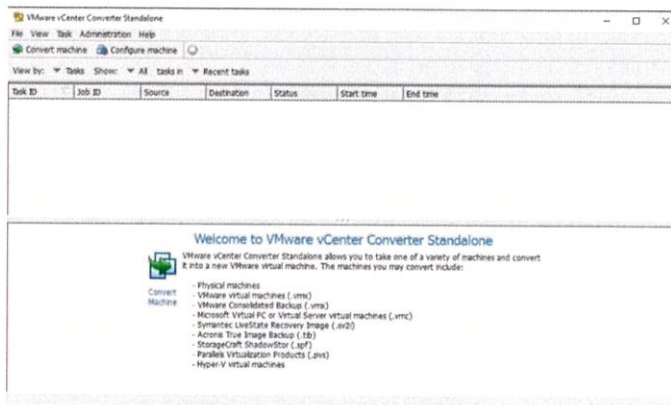 VMware vCenter Converter Standalone
File View Task Administration Help
Convert machine Configure machine
View by: Tasks Show: All tasks in Recent tasks
Task ID Job ID Source Destination Status Start time End time
Welcome to VMware vCenter Converter Standalone
VMware vCenter Converter Standalone allows you to take one of a variety of machines and convert
it into a new VMware virtual machine. The machines you may convert include:
Convert
Machine
- Physical machines
- VMware virtual machines (.vmx)
- VMware Consolidated Backup (.vmx)
- Microsoft Virtual PC or Virtual Server virtual machines (.vmc)
- Symantec LiveState Recovery Image (.sv2i)
- Acronis True Image Backup (.tib)
- StorageCraft ShadowStor (.spf)
- Parallels Virtualization Products (.pvs)
- Hyper-V virtual machines